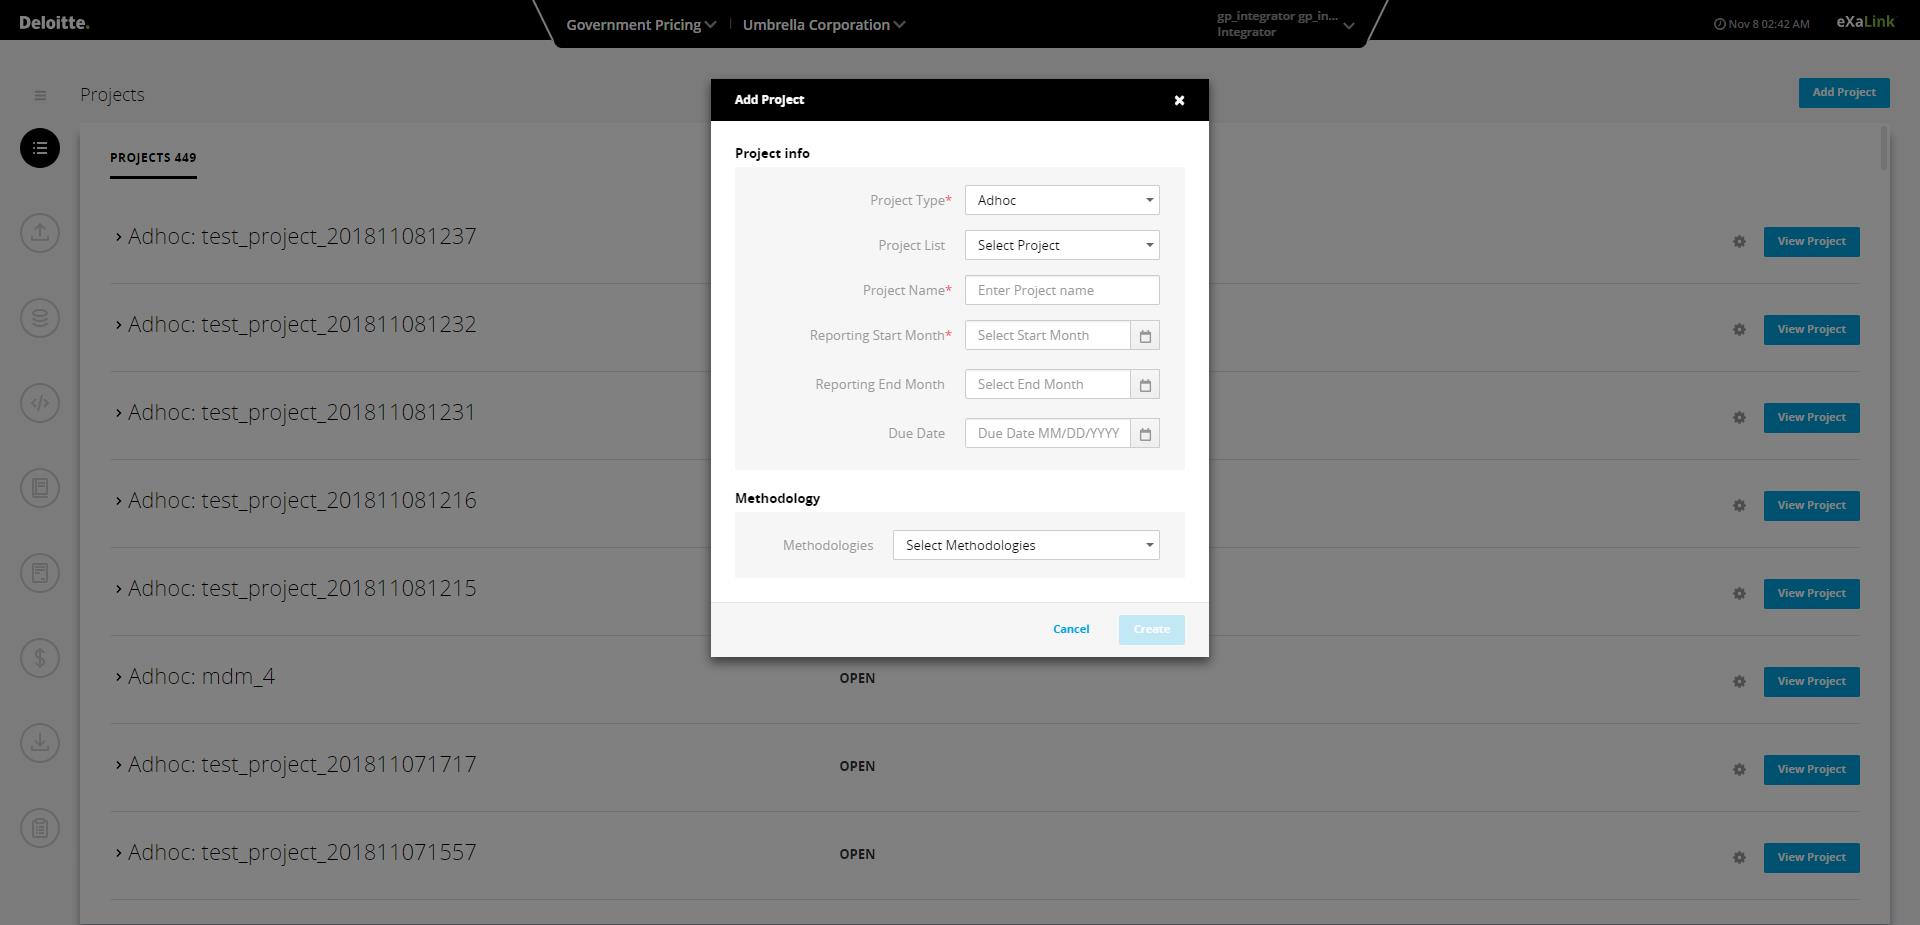 Deloitte.
Government Pricing | Umbrella Corporation
gp_integrator gp_in...
Integrator
Nov 8 02:42 AM
eXaLink
Projects
Add Project
PROJECTS 449
Adhoc: test_project_201811081237
View Project
Adhoc: test_project_201811081232
View Project
Adhoc: test_project_201811081231
View Project
Adhoc: test_project_201811081216
View Project
Adhoc: test_project_201811081215
View Project
Adhoc: mdm_4 OPEN View Project
Adhoc: test_project_201811071717 OPEN View Project
Adhoc: test_project_201811071557 OPEN View Project
Add Project
Project info
Project Type* Adhoc
Project List Select Project
Project Name* Enter Project name
Reporting Start Month* Select Start Month
Reporting End Month Select End Month
Due Date Due Date MM/DD/YYYY
Methodology
Methodologies Select Methodologies
Cancel Create